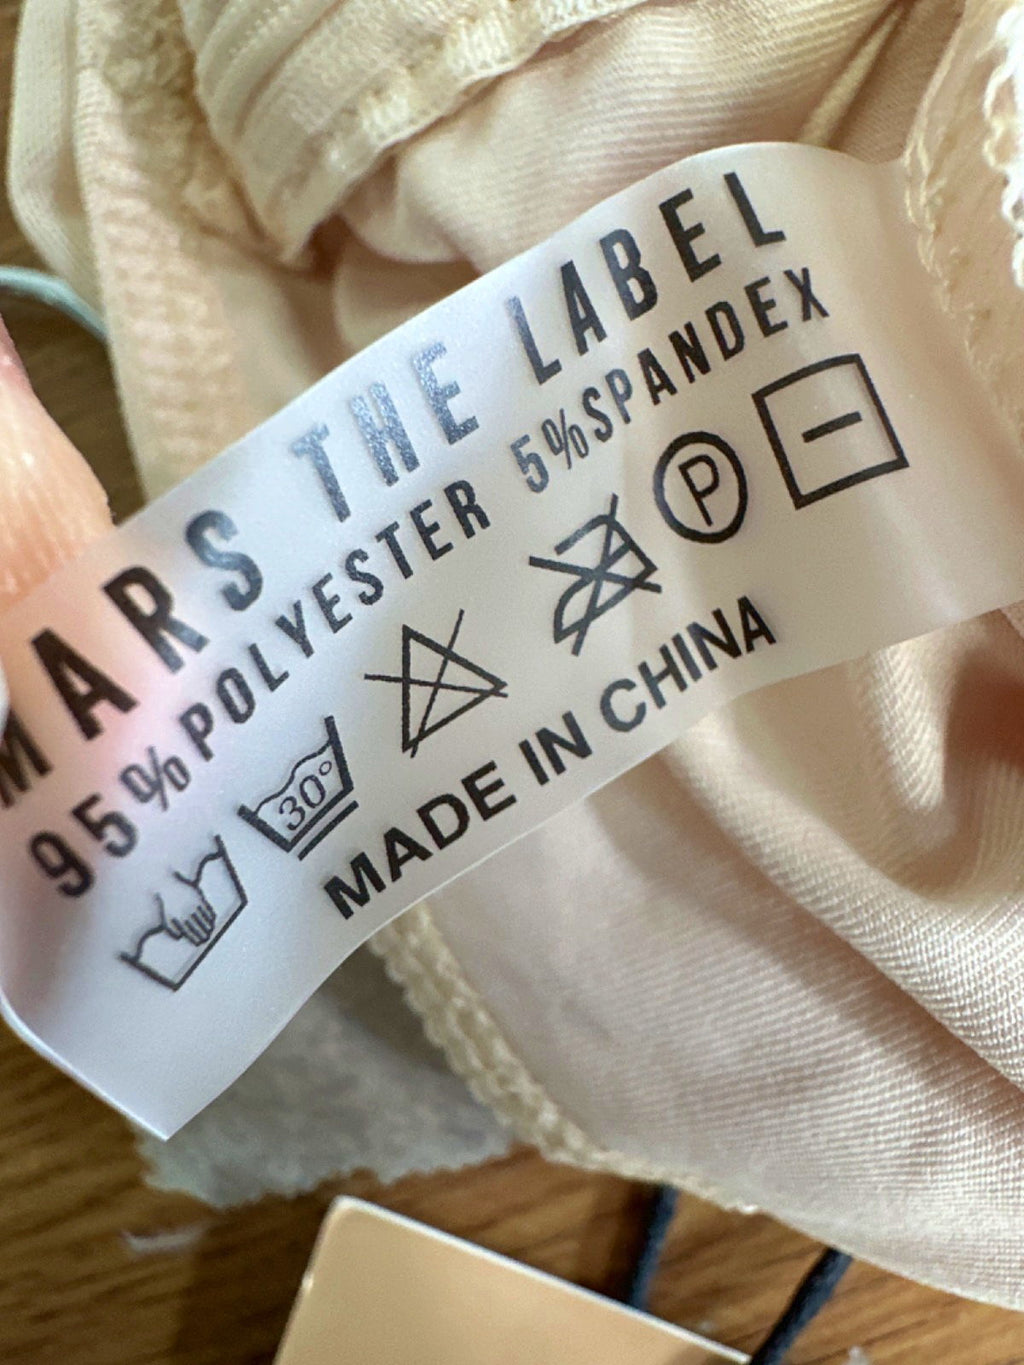 MARS THE LABEL
95%POLYESTER 5%SPANDEX
30° P
MADE IN CHINA